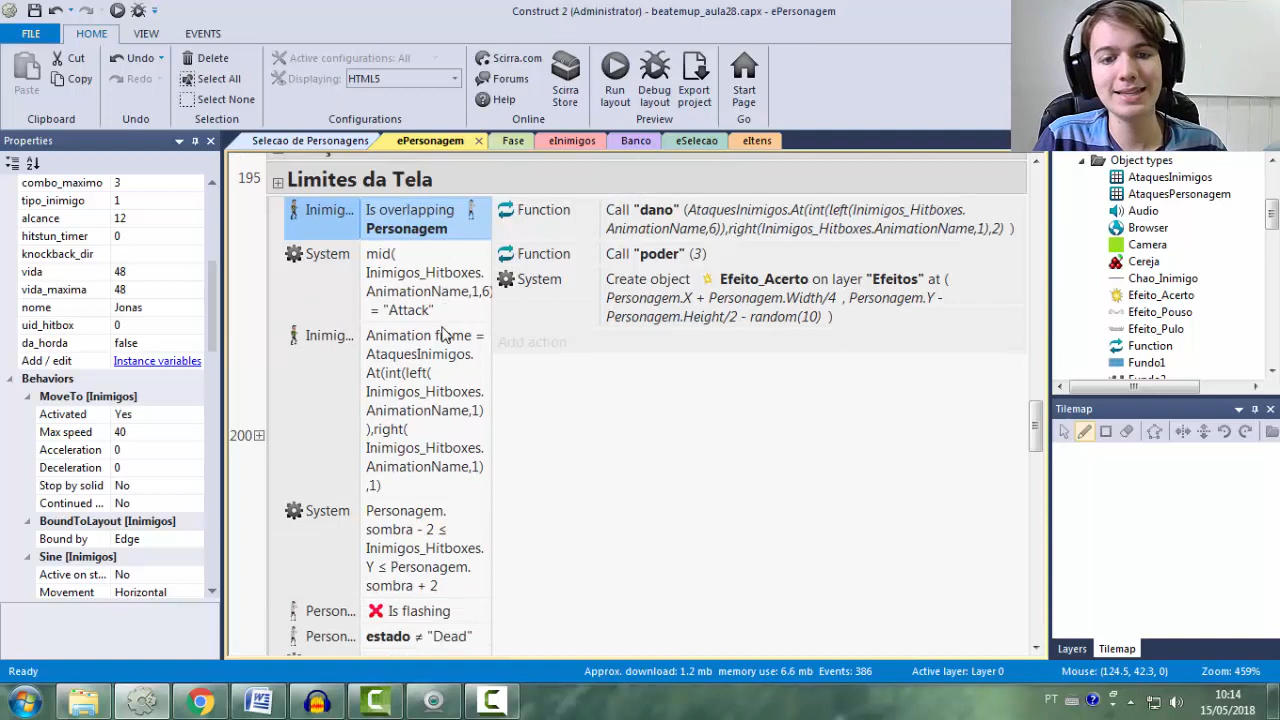 Construct 2 (Administrator) - beatemup_aula28.capx - ePersonagem
FILE
HOME
VIEW
EVENTS
Paste
Cut
Copy
Clipboard
Undo
Redo
Undo
Delete
Select All
Select None
Selection
Active configurations: All
Displaying:
HTML5
Configurations
Scirra.com
Forums
Help
Scirra Store
Online
Run layout
Debug layout
Export project
Preview
Start Page
Go
Properties
Selecao de Personagens
ePersonagem
Fase
eInimigos
Banco
eSelecao
eItens
combo_maximo 3
tipo_inimigo 1
alcance 12
hitstun_timer 0
knockback_dir
vida 48
vida_maxima 48
nome Jonas
uid_hitbox 0
da_horda false
Add / edit Instance variables
Behaviors
MoveTo [Inimigos]
Activated Yes
Max speed 40
Acceleration 0
Deceleration 0
Stop by solid No
Continued ... No
BoundToLayout [Inimigos]
Bound by Edge
Sine [Inimigos]
Active on st... No
Movement Horizontal
195
Limites da Tela
Inimig...
Is overlapping
Personagem
System
mid(
Inimigos_Hitboxes.
AnimationName,1,6)
= "Attack"
Inimig...
AtaquesInimigos.
At(int(left(
Inimigos_Hitboxes.
AnimationName,1)
),right(
Inimigos_Hitboxes.
AnimationName,1)
,1)
200
System
Personagem.
sombra - 2 ≤
Inimigos_Hitboxes.
Y ≤ Personagem.
sombra + 2
Person...
Is flashing
Person...
estado ≠ "Dead"
Function
Call "dano" (AtaquesInimigos.At(int(left(Inimigos_Hitboxes.
AnimationName,6)),right(Inimigos_Hitboxes.AnimationName,1),2) )
Function
Call "poder" (3)
System
Create object Efeito_Acerto on layer "Efeitos" at (
Personagem.X + Personagem.Width/4 , Personagem.Y -
Personagem.Height/2 - random(10) )
Add action
Object types
AtaquesInimigos
AtaquesPersonagem
Audio
Browser
Camera
Cereja
Chao_Inimigo
Efeito_Acerto
Efeito_Pouso
Efeito_Pulo
Function
Fundo1
Tilemap
Layers
Tilemap
Ready
Approx. download: 1.2 mb memory use: 6.6 mb Events: 386
Active layer: Layer 0
Mouse: (124.5, 42.3, 0)
Zoom: 459%
PT
10:14
15/05/2018